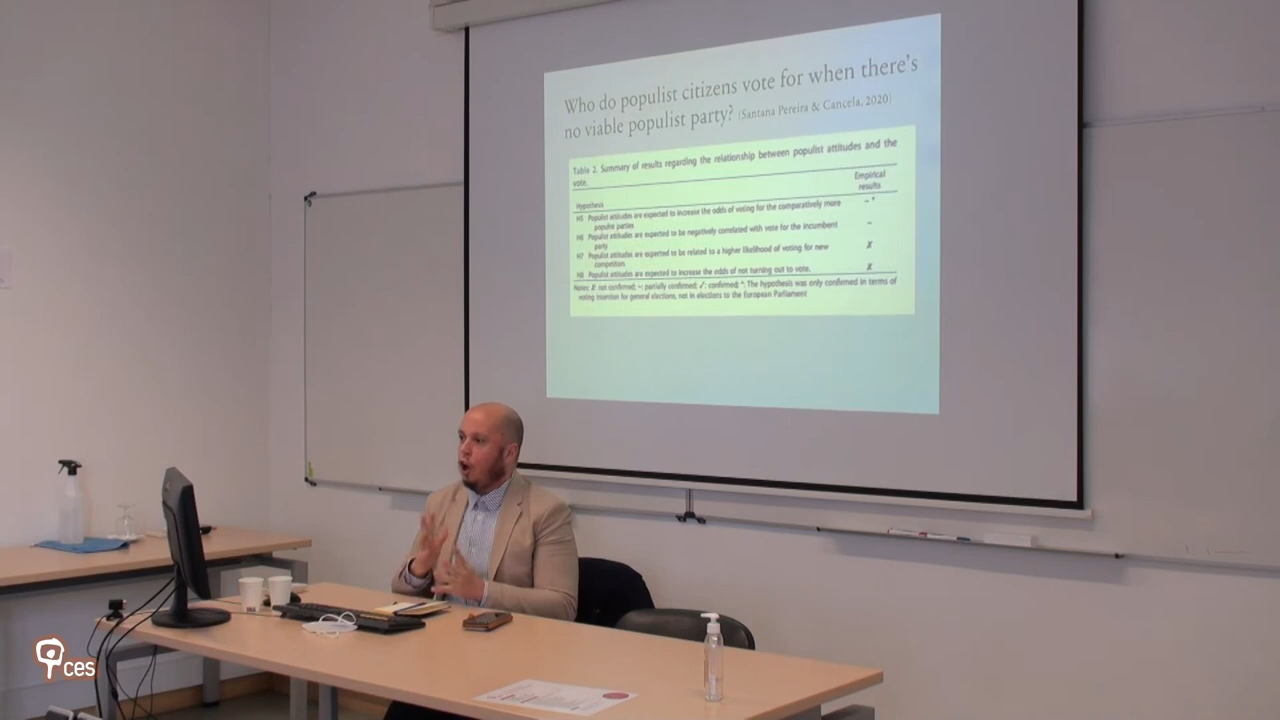 Who do populist citizens vote for when there's
no viable populist party? (Santana Pereira & Cancela, 2020)
Table 2. Summary of results regarding the relationship between populist attitudes and the
vote.
Hypothesis
Empirical
results
H5 Populist attitudes are expected to increase the odds of voting for the comparatively more
populist parties
~*
H6 Populist attitudes are expected to be negatively correlated with vote for the incumbent
party
~
H7 Populist attitudes are expected to be related to a higher likelihood of voting for new
competitors
✗
H8 Populist attitudes are expected to increase the odds of not turning out to vote.
✗
Notes: ✗: not confirmed; ~: partially confirmed; ✓: confirmed; *: The hypothesis was only confirmed in terms of
voting intention for general elections, not in elections to the European Parliament
ces